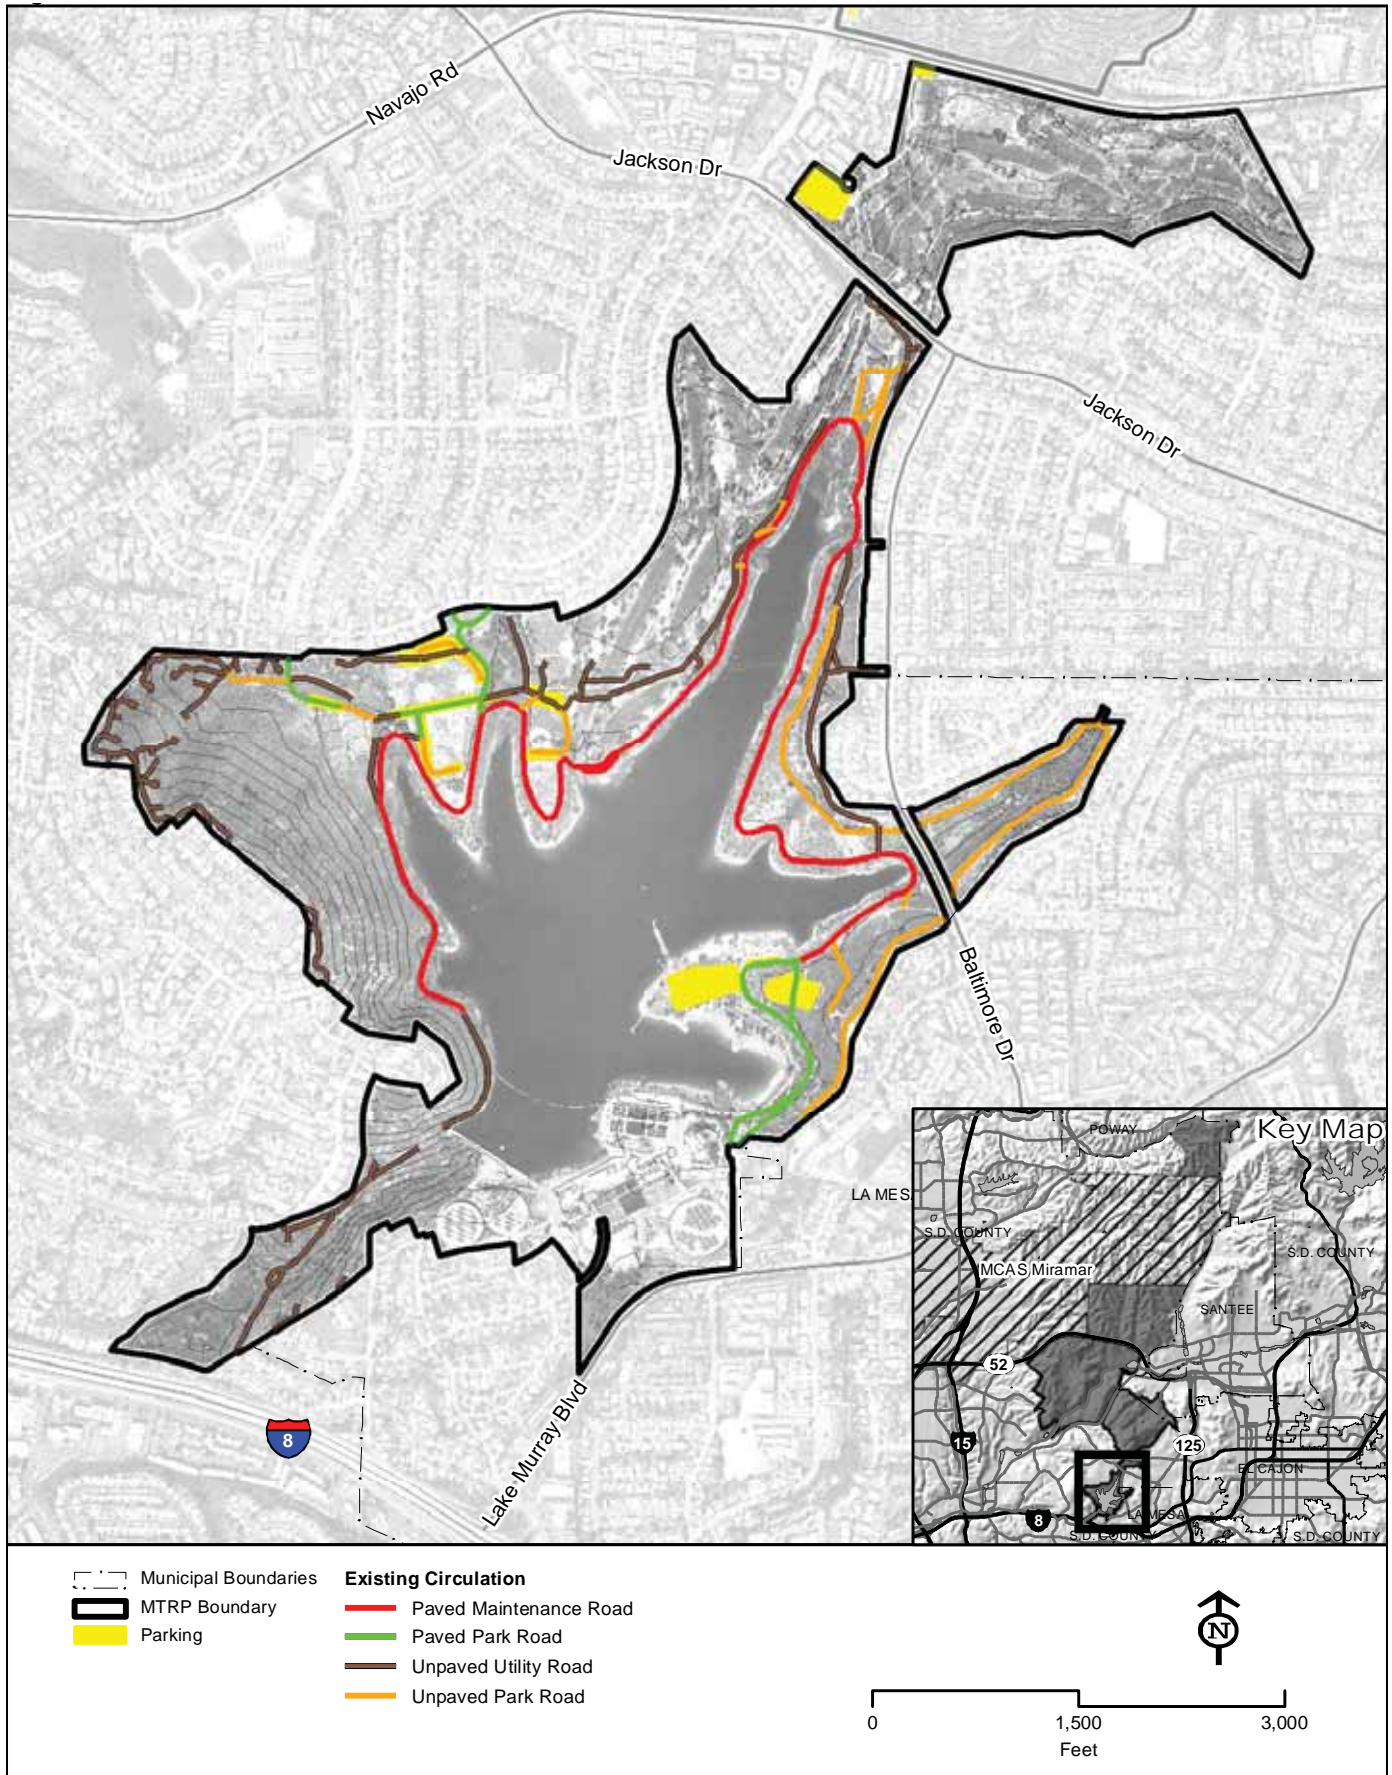 Navajo Rd
Jackson Dr
Jackson Dr
Baltimore Dr
LA MES
Lake Murray Blvd
8
Key Map
POWAY
S.D. COUNTY
S.D. COUNTY
MCAS Miramar
SANTEE
52
15
125
EL CAJON
8
LA MESA
S.D. COUNTY
S.D. COUNTY
Municipal Boundaries
MTRP Boundary
Parking
Existing Circulation
Paved Maintenance Road
Paved Park Road
Unpaved Utility Road
Unpaved Park Road
N
0 1,500 3,000
Feet